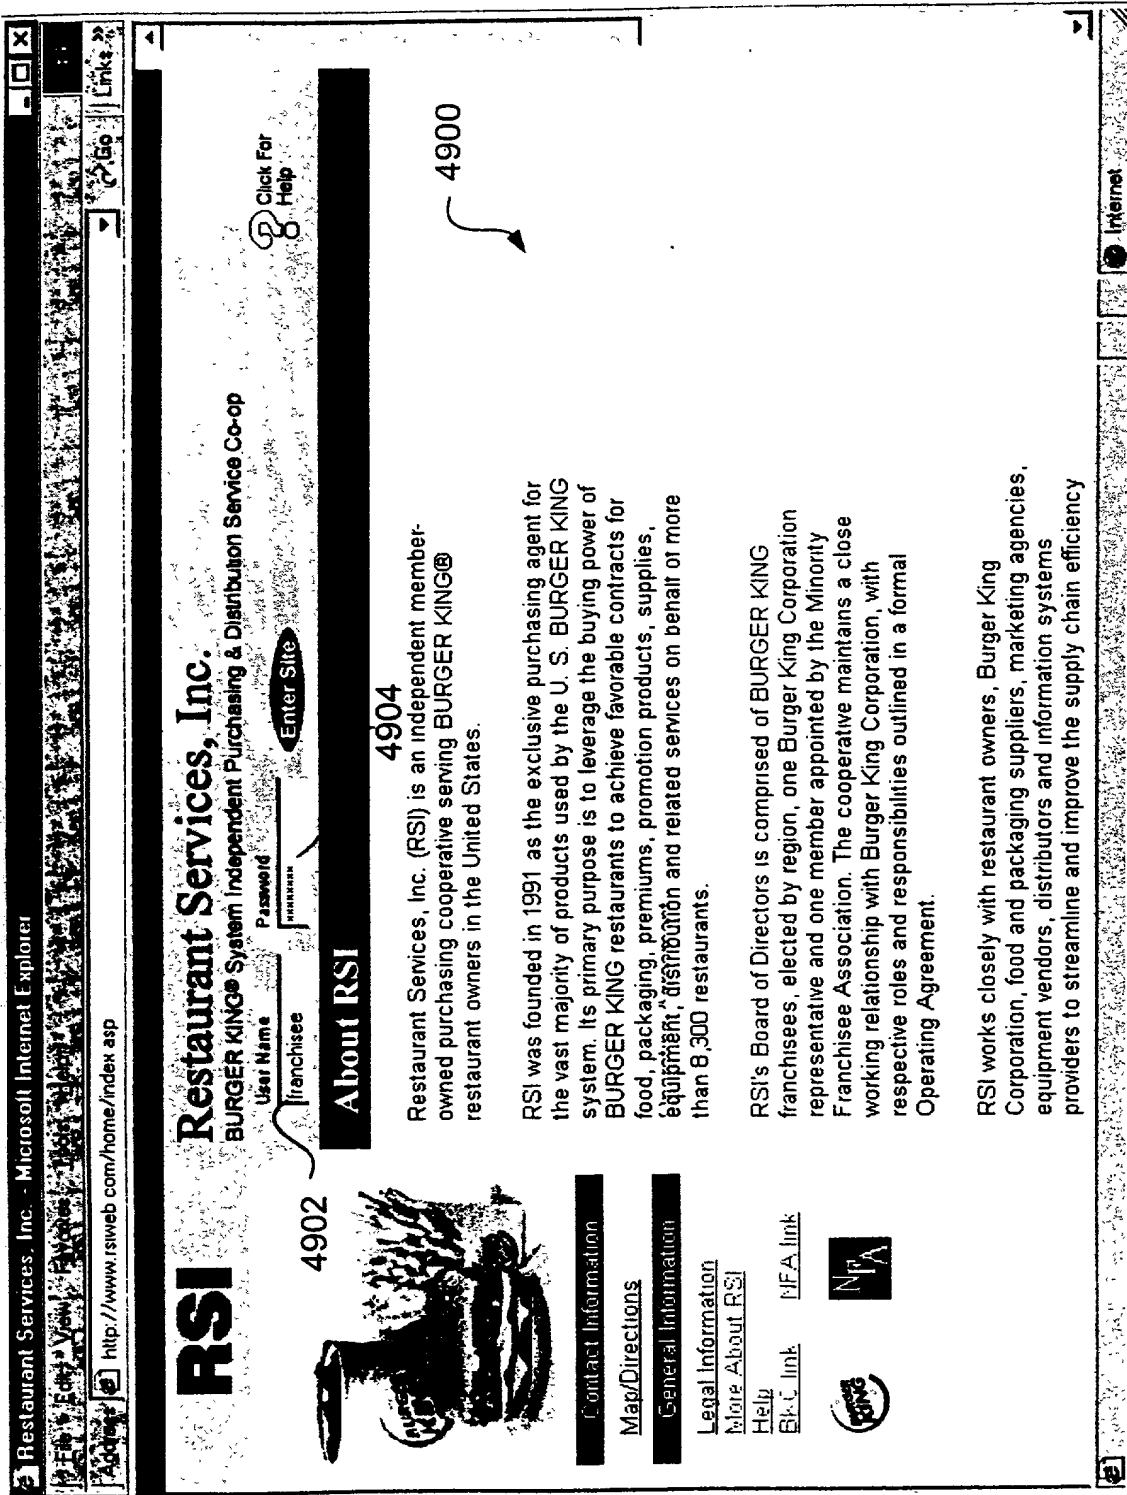 Restaurant Services, Inc. - Microsoft Internet Explorer
File Edit View Favorites Tools Help
Address http://www.rsiweb com/home/index asp Go Links »
RSI
Restaurant Services, Inc.
BURGER KING® System Independent Purchasing & Distribution Service Co-op
User Name
Password
franchisee
********
Enter Site
Click For
Help
4902
4904
4900
About RSI
Restaurant Services, Inc. (RSI) is an independent member-
owned purchasing cooperative serving BURGER KING®
restaurant owners in the United States.
RSI was founded in 1991 as the exclusive purchasing agent for
the vast majority of products used by the U. S. BURGER KING
system. Its primary purpose is to leverage the buying power of
BURGER KING restaurants to achieve favorable contracts for
food, packaging, premiums, promotion products, supplies,
equipment, distribution and related services on behalf of more
than 8,300 restaurants.
RSI's Board of Directors is comprised of BURGER KING
franchisees, elected by region, one Burger King Corporation
representative and one member appointed by the Minority
Franchisee Association. The cooperative maintains a close
working relationship with Burger King Corporation, with
respective roles and responsibilities outlined in a formal
Operating Agreement.
RSI works closely with restaurant owners, Burger King
Corporation, food and packaging suppliers, marketing agencies,
equipment vendors, distributors and information systems
providers to streamline and improve the supply chain efficiency
Contact Information
Map/Directions
General Information
Legal Information
More About RSI
Help
BKC link NFA link
BURGER
KING
NFA
Internet